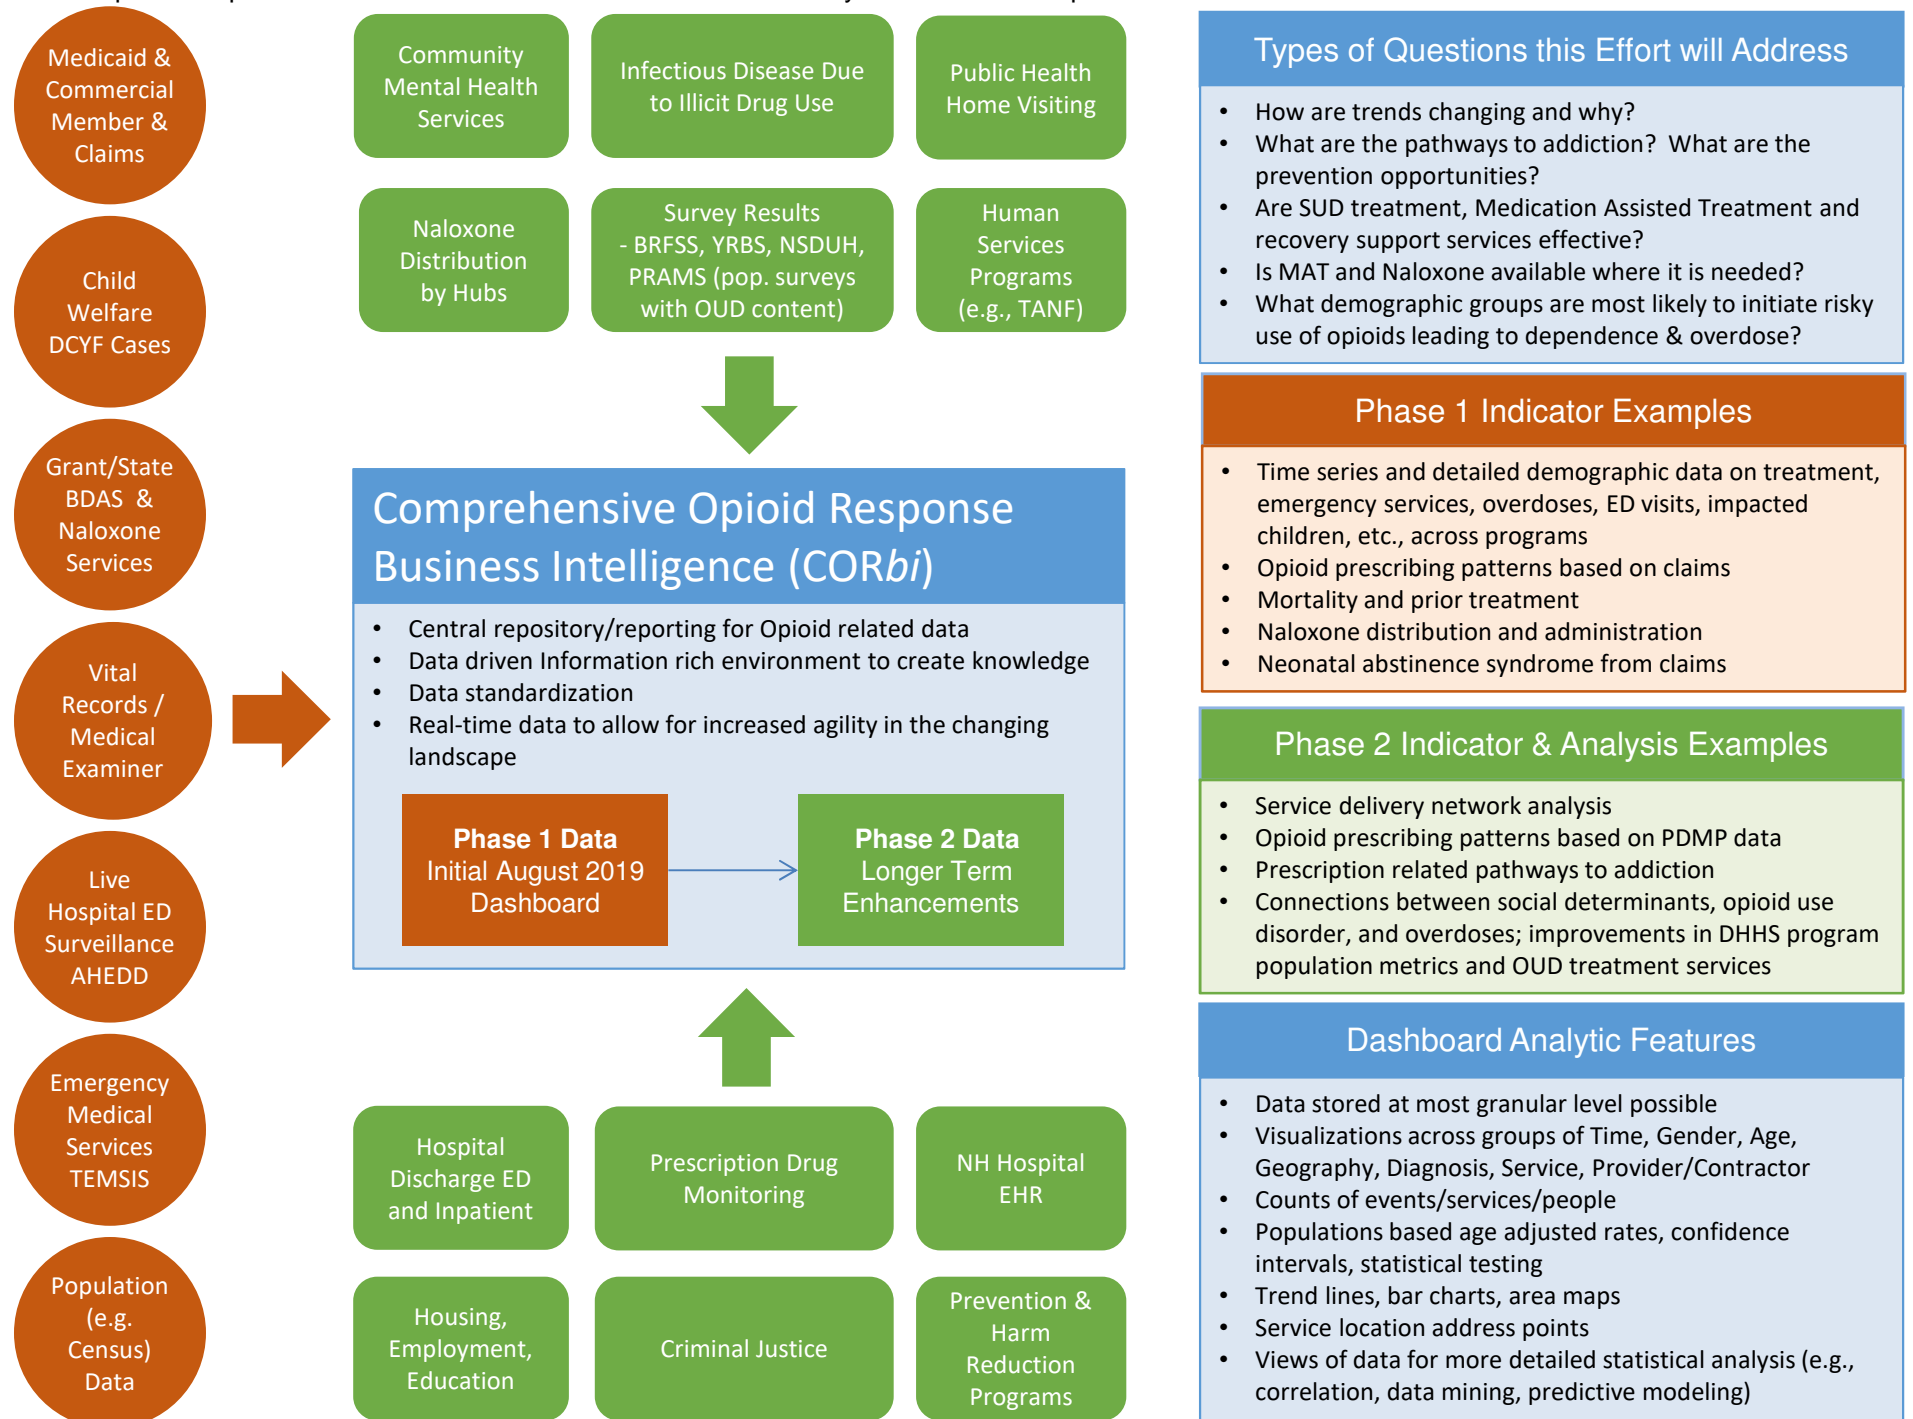 Medicaid &
Commercial
Member &
Claims
Child
Welfare
DCYF Cases
Grant/State
BDAS &
Naloxone
Services
Vital
Records /
Medical
Examiner
Live
Hospital ED
Surveillance
AHEDD
Emergency
Medical
Services
TEMSIS
Population
(e.g.
Census)
Data
Community
Mental Health
Services
Infectious Disease Due
to Illicit Drug Use
Public Health
Home Visiting
Naloxone
Distribution
by Hubs
Survey Results
- BRFSS, YRBS, NSDUH,
PRAMS (pop. surveys
with OUD content)
Human
Services
Programs
(e.g., TANF)
Comprehensive Opioid Response
Business Intelligence (CORbi)
• Central repository/reporting for Opioid related data
• Data driven Information rich environment to create knowledge
• Data standardization
• Real-time data to allow for increased agility in the changing
landscape
Phase 1 Data
Initial August 2019
Dashboard
Phase 2 Data
Longer Term
Enhancements
Hospital
Discharge ED
and Inpatient
Prescription Drug
Monitoring
NH Hospital
EHR
Housing,
Employment,
Education
Criminal Justice
Prevention &
Harm
Reduction
Programs
Types of Questions this Effort will Address
• How are trends changing and why?
• What are the pathways to addiction? What are the
prevention opportunities?
• Are SUD treatment, Medication Assisted Treatment and
recovery support services effective?
• Is MAT and Naloxone available where it is needed?
• What demographic groups are most likely to initiate risky
use of opioids leading to dependence & overdose?
Phase 1 Indicator Examples
• Time series and detailed demographic data on treatment,
emergency services, overdoses, ED visits, impacted
children, etc., across programs
• Opioid prescribing patterns based on claims
• Mortality and prior treatment
• Naloxone distribution and administration
• Neonatal abstinence syndrome from claims
Phase 2 Indicator & Analysis Examples
• Service delivery network analysis
• Opioid prescribing patterns based on PDMP data
• Prescription related pathways to addiction
• Connections between social determinants, opioid use
disorder, and overdoses; improvements in DHHS program
population metrics and OUD treatment services
Dashboard Analytic Features
• Data stored at most granular level possible
• Visualizations across groups of Time, Gender, Age,
Geography, Diagnosis, Service, Provider/Contractor
• Counts of events/services/people
• Populations based age adjusted rates, confidence
intervals, statistical testing
• Trend lines, bar charts, area maps
• Service location address points
• Views of data for more detailed statistical analysis (e.g.,
correlation, data mining, predictive modeling)